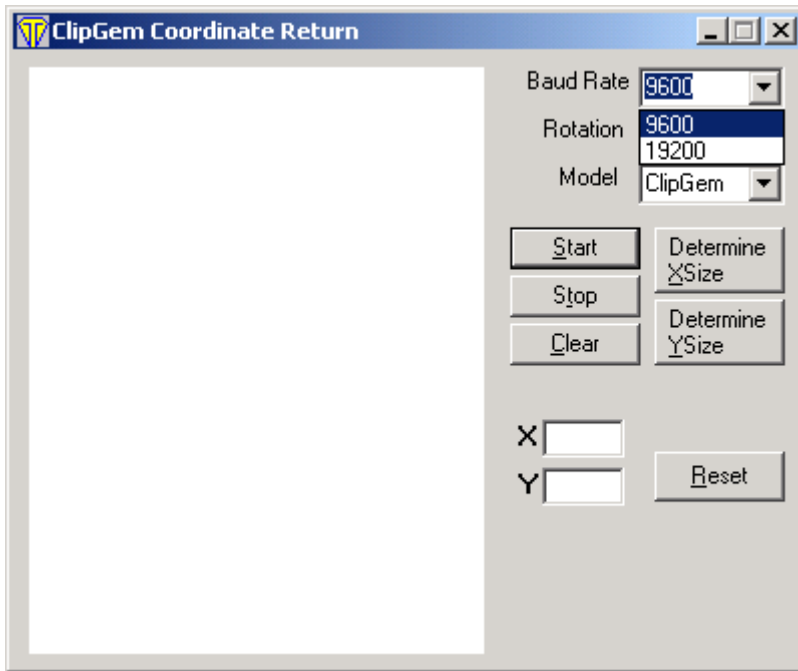 ClipGem Coordinate Return
Baud Rate 9600
9600
Rotation
19200
Model ClipGem
Start
Determine
XSize
Stop
Determine
YSize
Clear
X
Y
Reset